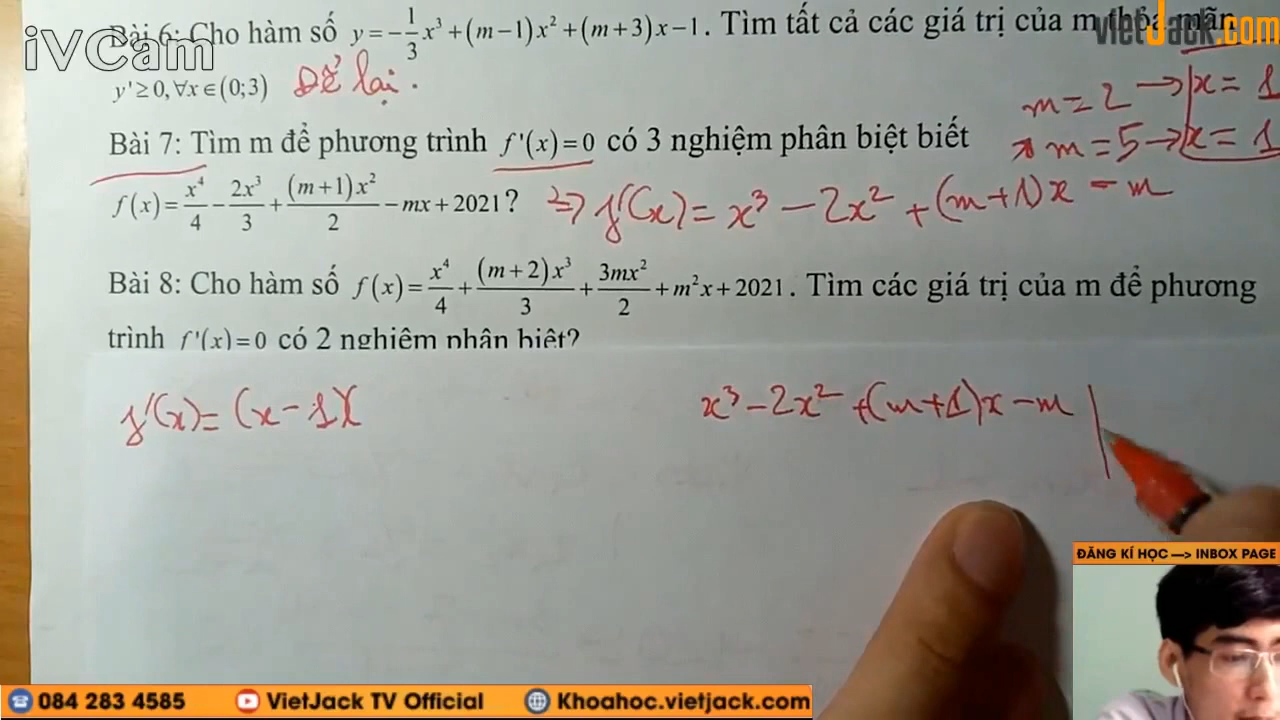 iVCam
VietJack.com
Bài 6: Cho hàm số y = -1/3 x³ + (m-1)x² + (m+3)x - 1. Tìm tất cả các giá trị của m thỏa mãn
y' ≥ 0, ∀x ∈ (0;3) Để lại.
m = 2 → x = 1
Bài 7: Tìm m để phương trình f'(x) = 0 có 3 nghiệm phân biệt biết
m = 5 → x = 1
f(x) = x⁴/4 - 2x³/3 + (m+1)x²/2 - mx + 2021? => f'(x) = x³ - 2x² + (m+1)x - m
Bài 8: Cho hàm số f(x) = x⁴/4 + (m+2)x³/3 + 3mx²/2 + m²x + 2021. Tìm các giá trị của m để phương
trình f'(x) = 0 có 2 nghiệm phân biệt?
f'(x) = (x - 1)(
x³ - 2x² + (m+1)x - m
ĐĂNG KÍ HỌC —> INBOX PAGE
084 283 4585 VietJack TV Official Khoahoc.vietjack.com